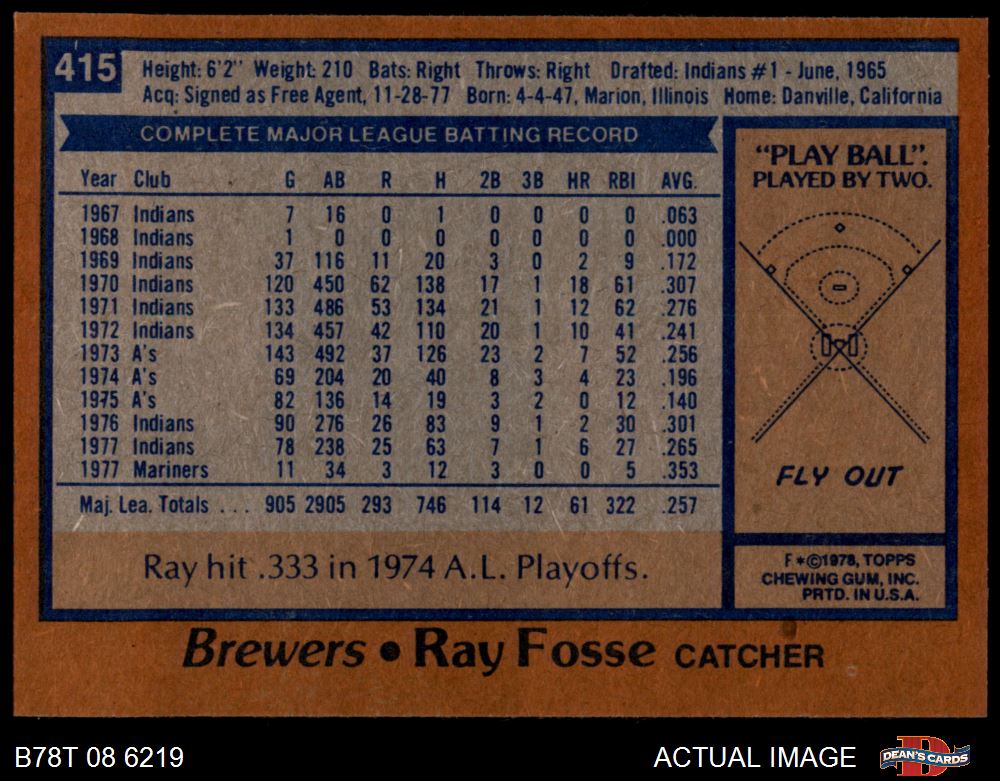 415
Height: 6'2" Weight: 210 Bats: Right Throws: Right Drafted: Indians #1 - June, 1965
Acq: Signed as Free Agent, 11-28-77 Born: 4-4-47, Marion, Illinois Home: Danville, California
COMPLETE MAJOR LEAGUE BATTING RECORD
Year Club G AB R H 2B 3B HR RBI AVG.
1967 Indians 7 16 0 1 0 0 0 0 .063
1968 Indians 1 0 0 0 0 0 0 0 .000
1969 Indians 37 116 11 20 3 0 2 9 .172
1970 Indians 120 450 62 138 17 1 18 61 .307
1971 Indians 133 486 53 134 21 1 12 62 .276
1972 Indians 134 457 42 110 20 1 10 41 .241
1973 A's 143 492 37 126 23 2 7 52 .256
1974 A's 69 204 20 40 8 3 4 23 .196
1975 A's 82 136 14 19 3 2 0 12 .140
1976 Indians 90 276 26 83 9 1 2 30 .301
1977 Indians 78 238 25 63 7 1 6 27 .265
1977 Mariners 11 34 3 12 3 0 0 5 .353
Maj. Lea. Totals . . . 905 2905 293 746 114 12 61 322 .257
Ray hit .333 in 1974 A.L. Playoffs.
"PLAY BALL".
PLAYED BY TWO.
FLY OUT
F*©1978, TOPPS
CHEWING GUM, INC.
PRTD. IN U.S.A.
Brewers • Ray Fosse CATCHER
B78T 08 6219
ACTUAL IMAGE
DEAN'S CARDS